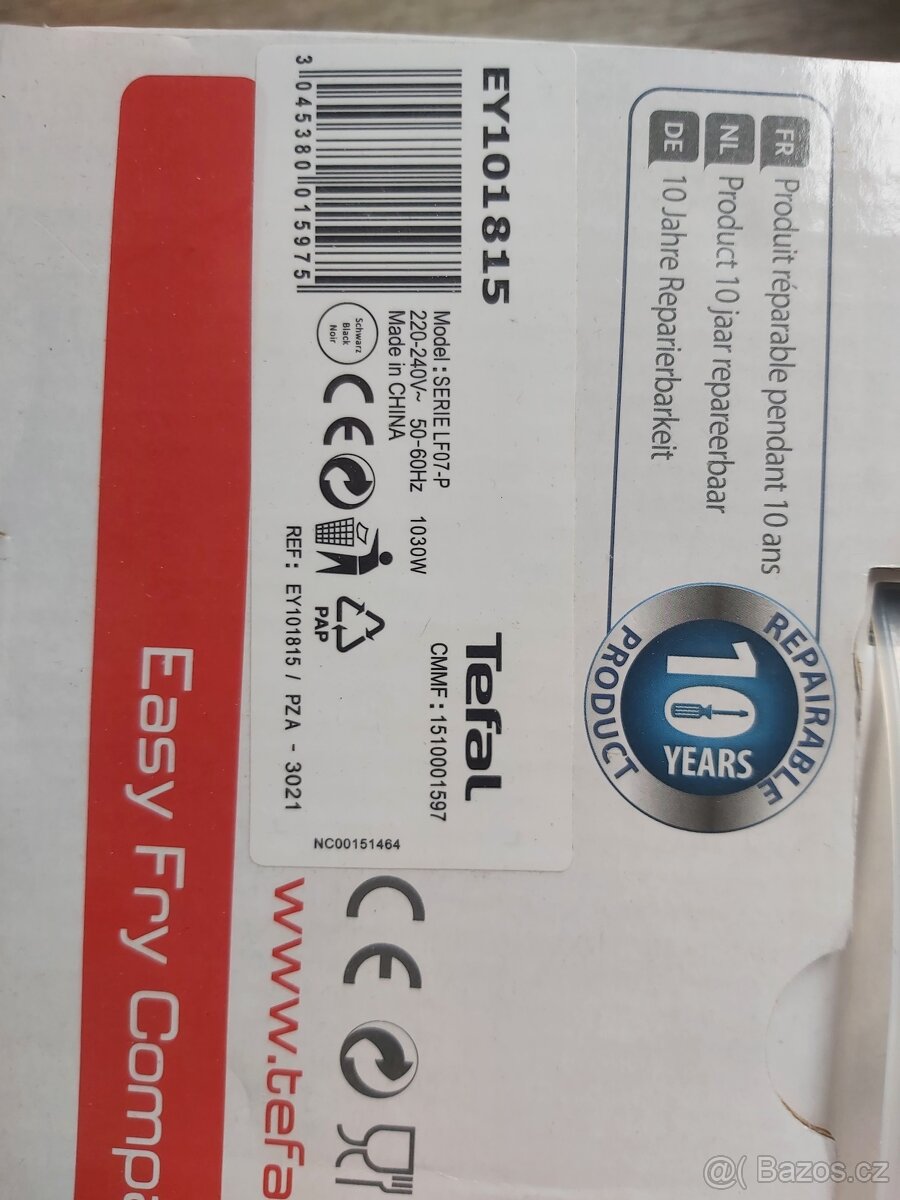 FR Produit réparable pendant 10 ans
NL Product 10 jaar repareerbaar
DE 10 Jahre Reparierbarkeit
REPAIRABLE
10
YEARS
PRODUCT
EY101815
Tefal
3 045380 015975
Model : SERIE LF07-P
CMMF : 1510001597
220-240V~ 50-60Hz 1030W
Made in CHINA
Schwarz
Black
Noir
CE
PAP
REF: EY101815 / PZA - 3021
NC00151464
CE
www.tefa
Easy Fry Compa
@( Bazos.cz